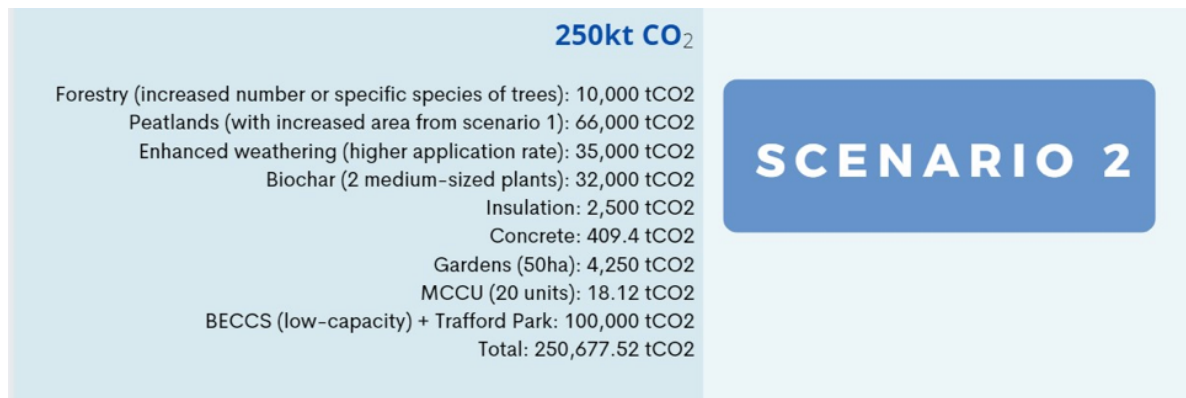 250kt CO₂
Forestry (increased number or specific species of trees): 10,000 tCO2
Peatlands (with increased area from scenario 1): 66,000 tCO2
Enhanced weathering (higher application rate): 35,000 tCO2
Biochar (2 medium-sized plants): 32,000 tCO2
Insulation: 2,500 tCO2
Concrete: 409.4 tCO2
Gardens (50ha): 4,250 tCO2
MCCU (20 units): 18.12 tCO2
BECCS (low-capacity) + Trafford Park: 100,000 tCO2
Total: 250,677.52 tCO2
SCENARIO 2